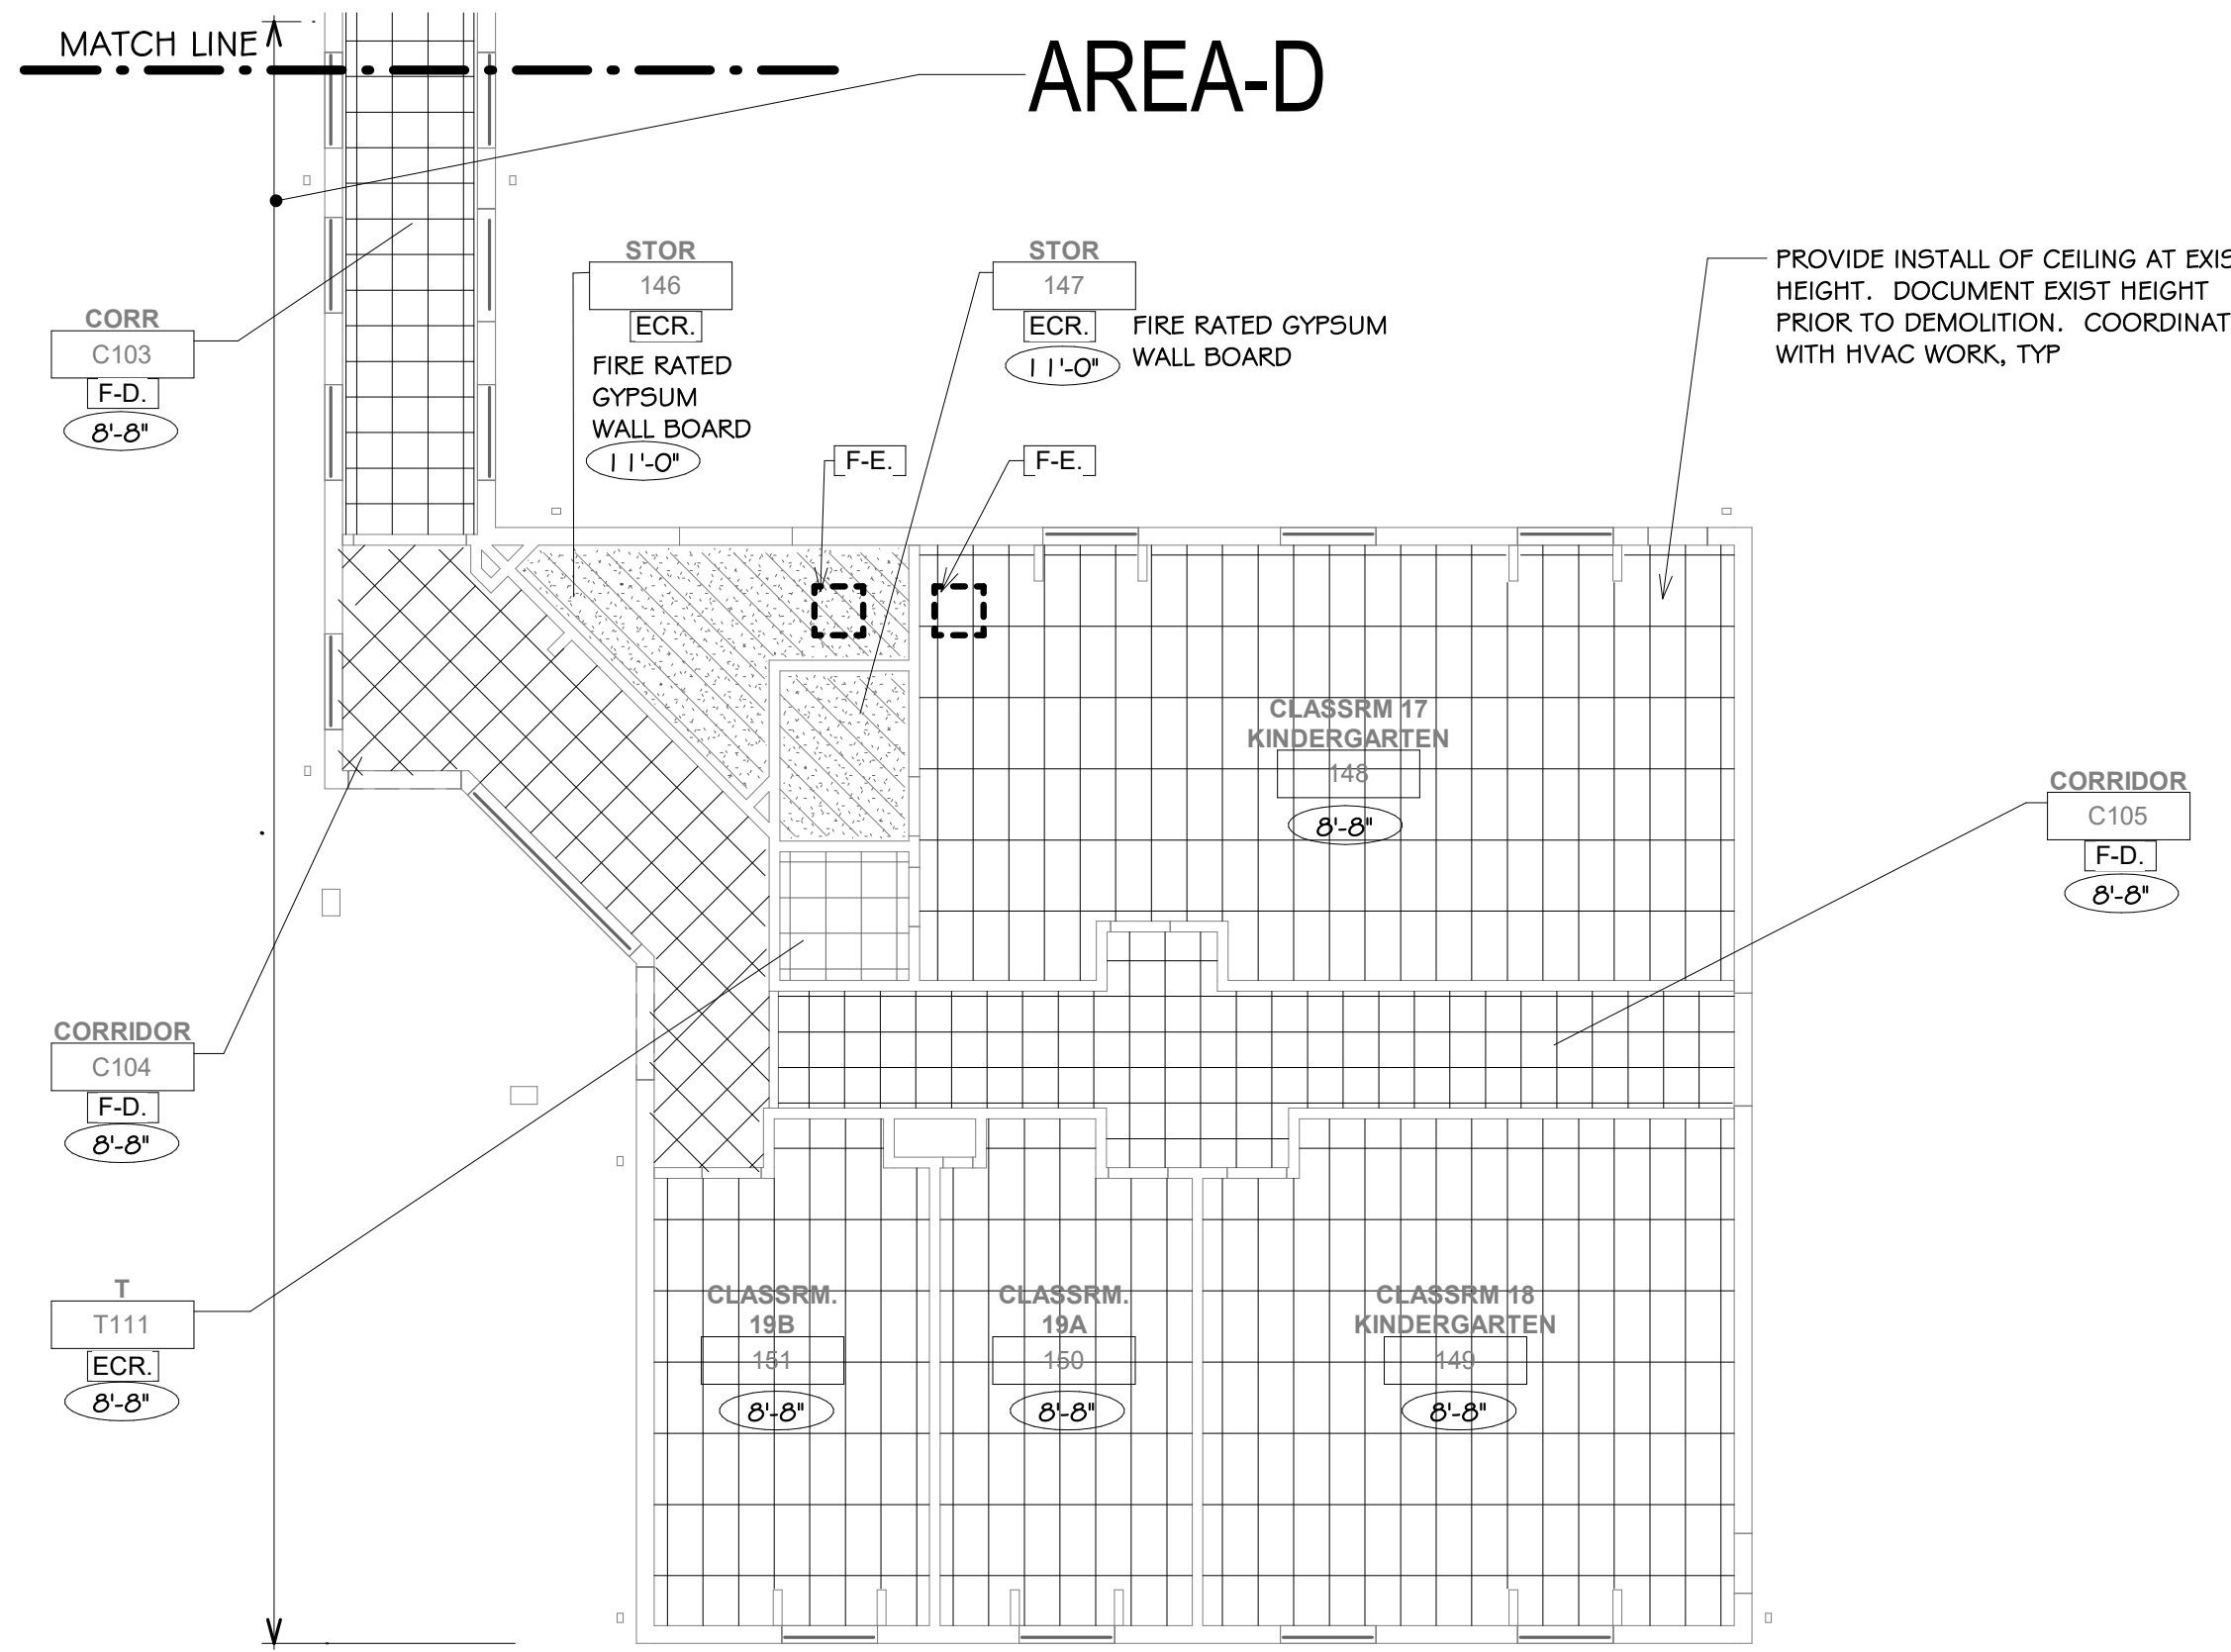 MATCH LINE
AREA-D
STOR
146
ECR.
FIRE RATED
GYPSUM
WALL BOARD
11'-0"
STOR
147
ECR.
11'-0"
FIRE RATED GYPSUM
WALL BOARD
PROVIDE INSTALL OF CEILING AT EXIS
HEIGHT. DOCUMENT EXIST HEIGHT
PRIOR TO DEMOLITION. COORDINAT
WITH HVAC WORK, TYP
CORR
C103
F-D.
8'-8"
F-E.
F-E.
CLASSRM 17
KINDERGARTEN
148
8'-8"
CORRIDOR
C105
F-D.
8'-8"
CORRIDOR
C104
F-D.
8'-8"
T
T111
ECR.
8'-8"
CLASSRM.
19B
151
8'-8"
CLASSRM.
19A
150
8'-8"
CLASSRM 18
KINDERGARTEN
149
8'-8"